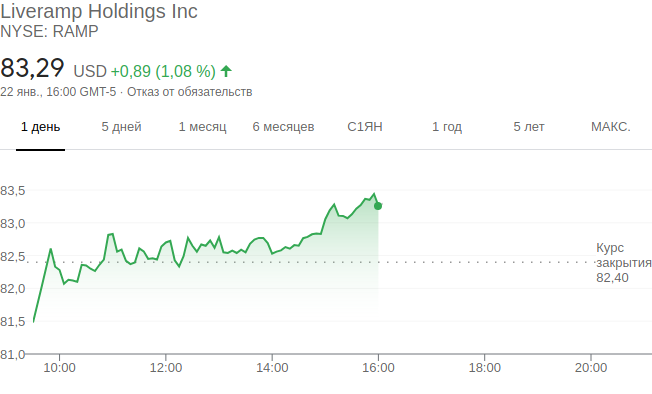 Liveramp Holdings Inc
NYSE: RAMP
83,29 USD +0,89 (1,08 %)
22 янв., 16:00 GMT-5 · Отказ от обязательств
1 день 5 дней 1 месяц 6 месяцев С1ЯН 1 год 5 лет МАКС.
83,5
83,0
82,5
82,0
81,5
81,0
Курс
закрытия
82,40
10:00 12:00 14:00 16:00 18:00 20:00